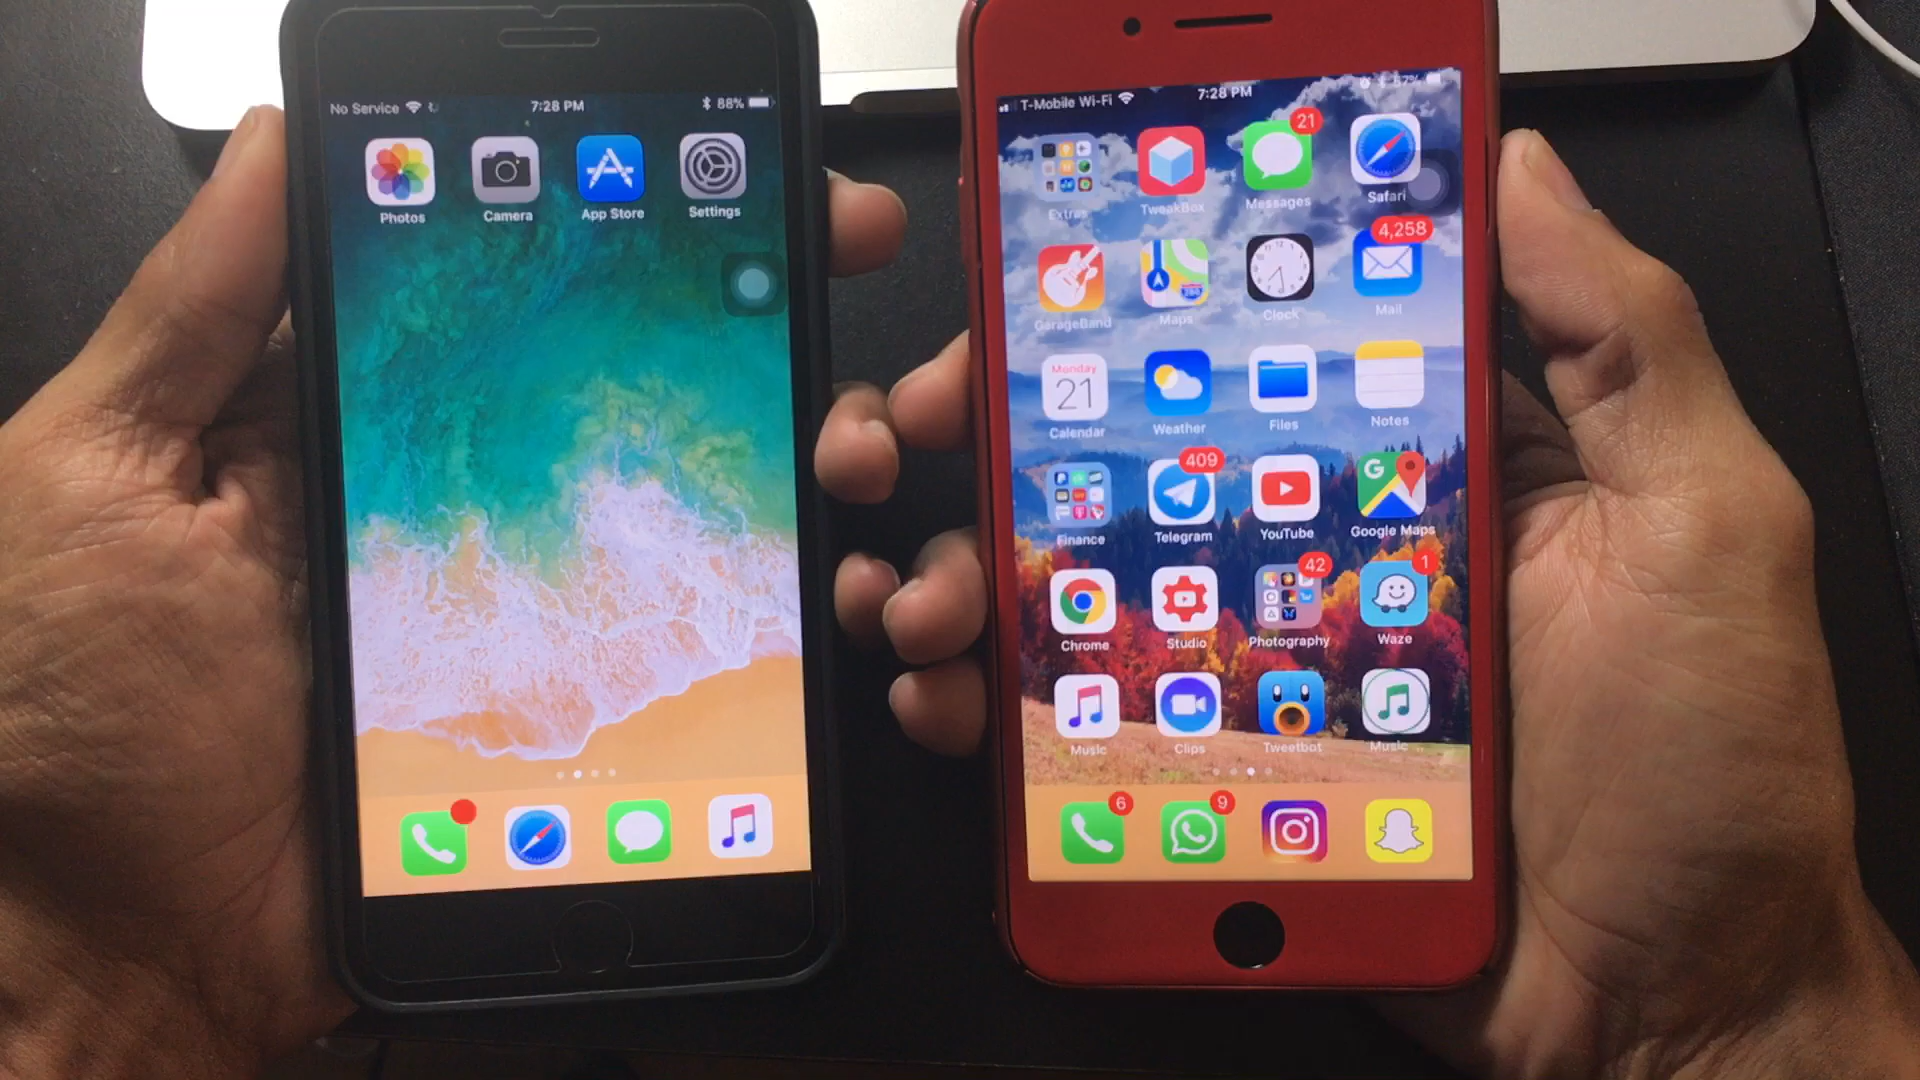 No Service 7:28 PM 88%
Photos Camera App Store Settings
T-Mobile Wi-Fi 7:28 PM 87%
21
Extras TweakBox Messages Safari
4,258
GarageBand Maps Clock Mail
Monday
21
Calendar Weather Files Notes
409
G
280
Finance Telegram YouTube Google Maps
42 1
Chrome Studio Photography Waze
Music Clips Tweetbot Music
6 9